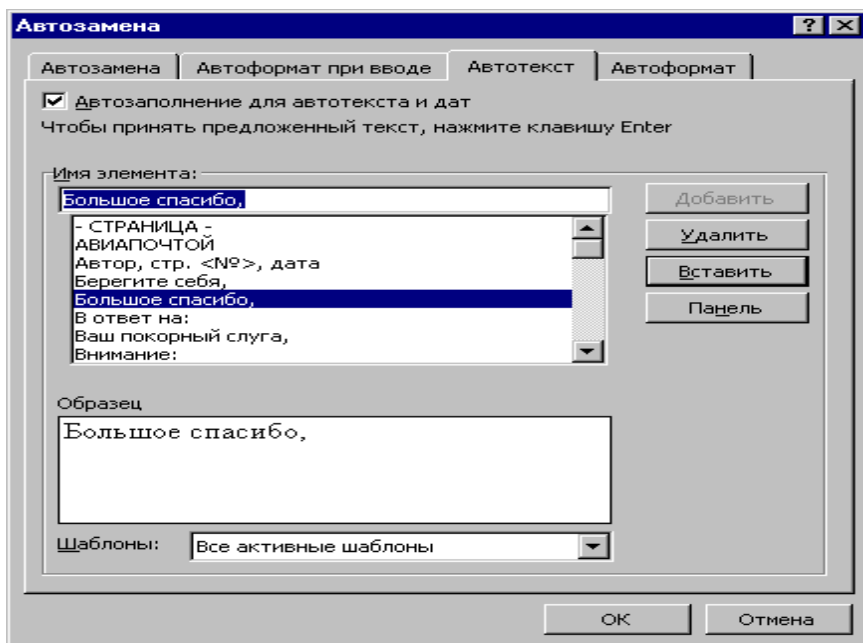 Автозамена
Автозамена Автоформат при вводе Автотекст Автоформат
Автозаполнение для автотекста и дат
Чтобы принять предложенный текст, нажмите клавишу Enter
Имя элемента:
Большое спасибо,
Добавить
- СТРАНИЦА -
АВИАПОЧТОЙ
Удалить
Автор, стр. <№>, дата
Берегите себя,
Вставить
Большое спасибо,
В ответ на:
Панель
Ваш покорный слуга,
Внимание:
Образец
Большое спасибо,
Шаблоны: Все активные шаблоны
ОК Отмена